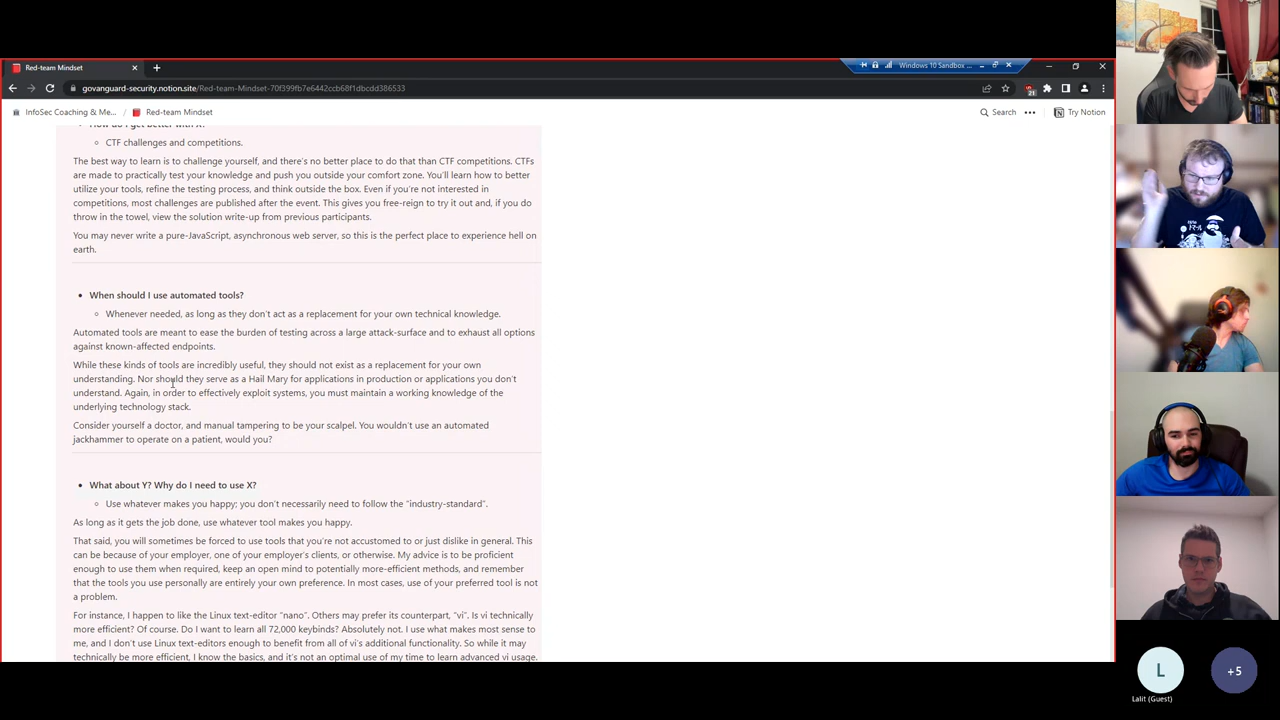 Red-team Mindset
Windows 10 Sandbox ...
govanguard-security.notion.site/Red-team-Mindset-70f399fb7e6442ccb68f1dbcdd386533
21
InfoSec Coaching & Me... / Red-team Mindset
Search
Try Notion
How do I get better with X?
CTF challenges and competitions.
The best way to learn is to challenge yourself, and there's no better place to do that than CTF competitions. CTFs
are made to practically test your knowledge and push you outside your comfort zone. You'll learn how to better
utilize your tools, refine the testing process, and think outside the box. Even if you're not interested in
competitions, most challenges are published after the event. This gives you free-reign to try it out and, if you do
throw in the towel, view the solution write-up from previous participants.
You may never write a pure-JavaScript, asynchronous web server, so this is the perfect place to experience hell on
earth.
When should I use automated tools?
Whenever needed, as long as they don't act as a replacement for your own technical knowledge.
Automated tools are meant to ease the burden of testing across a large attack-surface and to exhaust all options
against known-affected endpoints.
While these kinds of tools are incredibly useful, they should not exist as a replacement for your own
understanding. Nor should they serve as a Hail Mary for applications in production or applications you don't
understand. Again, in order to effectively exploit systems, you must maintain a working knowledge of the
underlying technology stack.
Consider yourself a doctor, and manual tampering to be your scalpel. You wouldn't use an automated
jackhammer to operate on a patient, would you?
What about Y? Why do I need to use X?
Use whatever makes you happy; you don't necessarily need to follow the "industry-standard".
As long as it gets the job done, use whatever tool makes you happy.
That said, you will sometimes be forced to use tools that you're not accustomed to or just dislike in general. This
can be because of your employer, one of your employer's clients, or otherwise. My advice is to be proficient
enough to use them when required, keep an open mind to potentially more-efficient methods, and remember
that the tools you use personally are entirely your own preference. In most cases, use of your preferred tool is not
a problem.
For instance, I happen to like the Linux text-editor "nano". Others may prefer its counterpart, "vi". Is vi technically
more efficient? Of course. Do I want to learn all 72,000 keybinds? Absolutely not. I use what makes most sense to
me, and I don't use Linux text-editors enough to benefit from all of vi's additional functionality. So while it may
technically be more efficient, I know the basics, and it's not an optimal use of my time to learn advanced vi usage.
L
Lalit (Guest)
+5